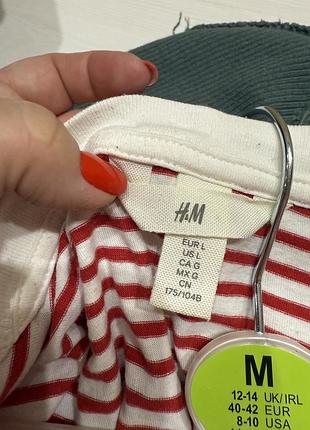 H&M
EUR L
US L
CA G
MX G
CN
175/104B
M
12-14 UK/IRL
40-42 EUR
8-10 USA